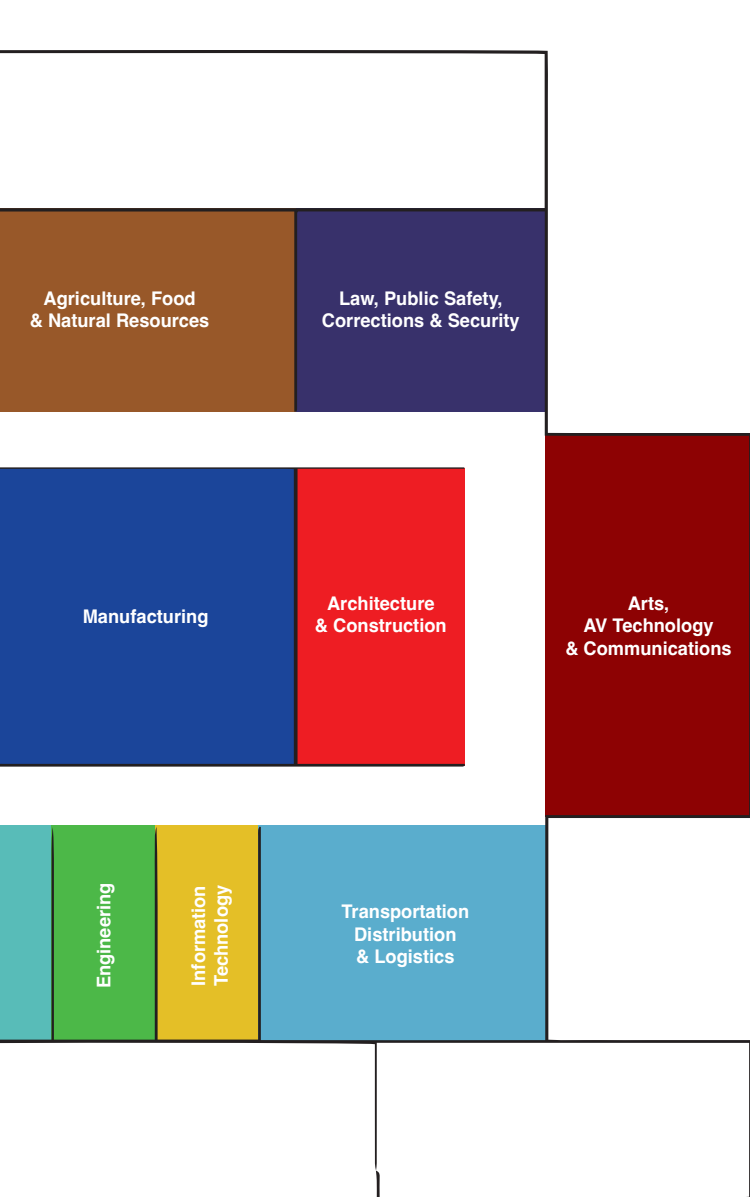 Agriculture, Food
& Natural Resources
Law, Public Safety,
Corrections & Security
Manufacturing
Architecture
& Construction
Arts,
AV Technology
& Communications
Engineering
Information
Technology
Transportation
Distribution
& Logistics